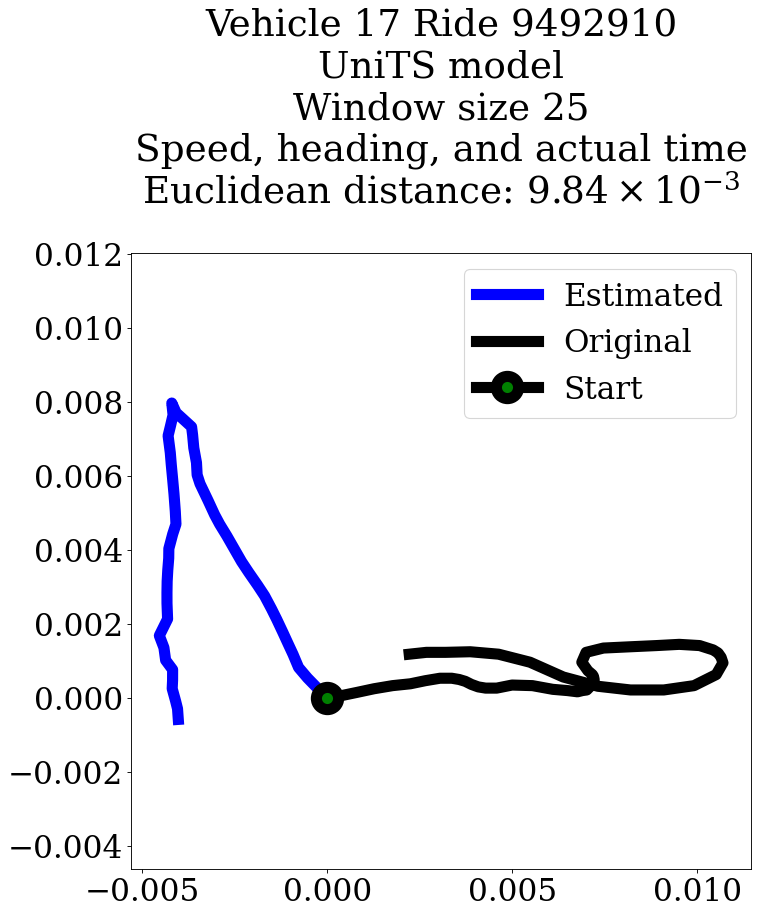 Vehicle 17 Ride 9492910
UniTS model
Window size 25
Speed, heading, and actual time
Euclidean distance: 9.84 × 10⁻³
0.012
Estimated
0.010
Original
Start
0.008
0.006
0.004
0.002
0.000
−0.002
−0.004
−0.005 0.000 0.005 0.010